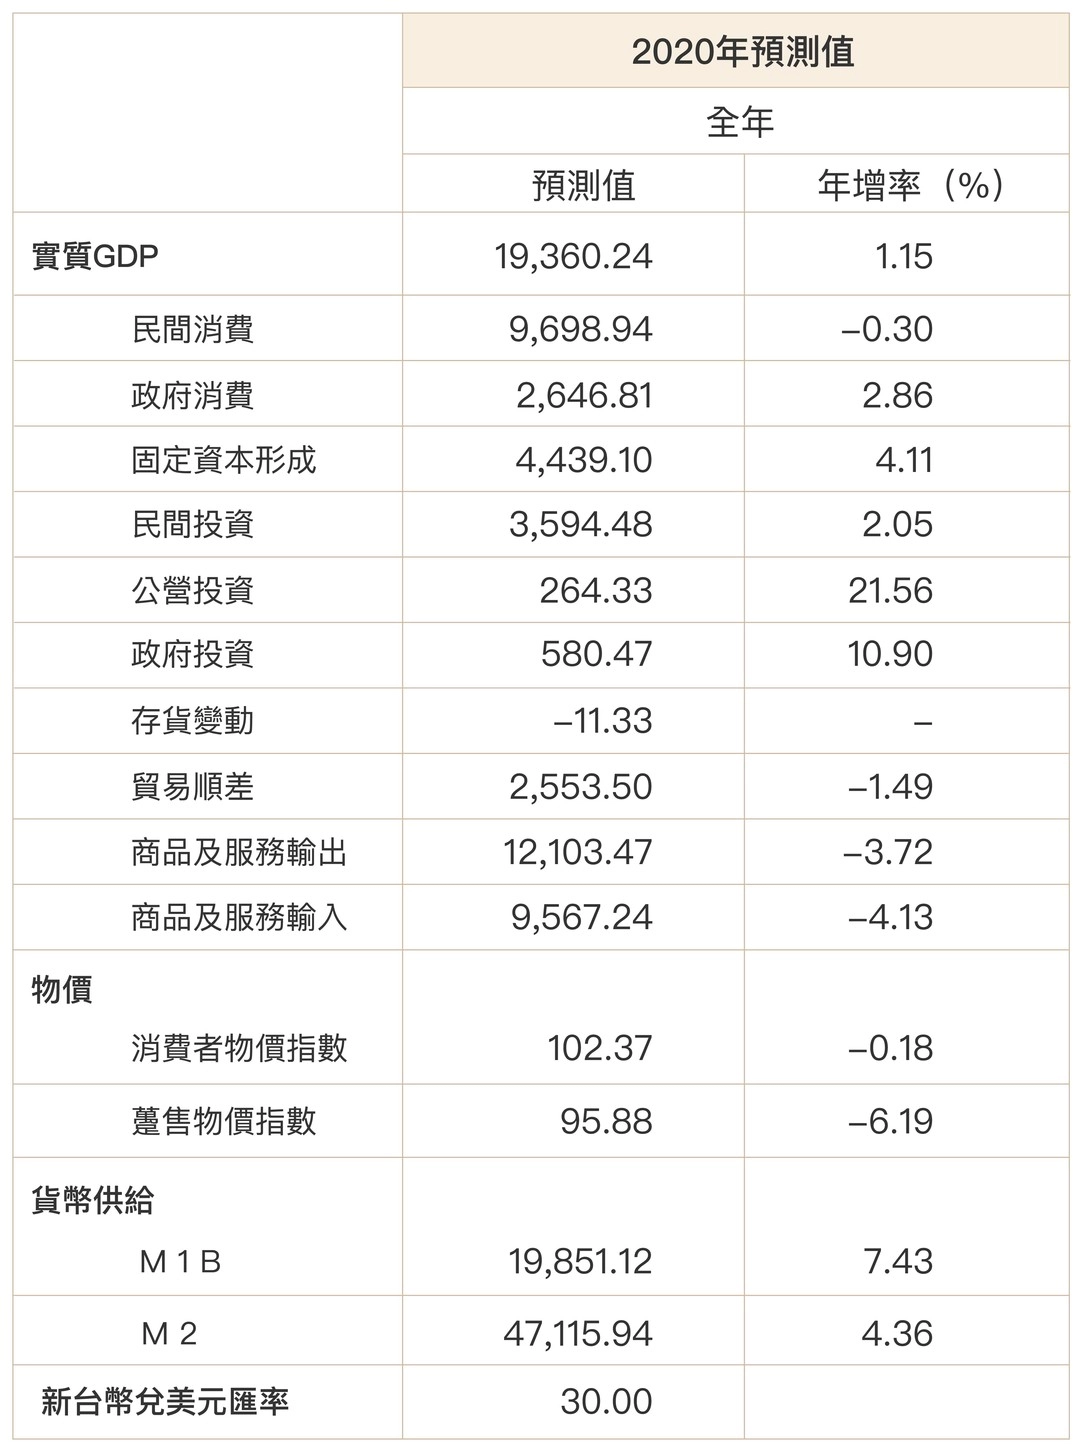 2020年預測值
全年
預測值 年增率（%）
實質GDP 19,360.24 1.15
民間消費 9,698.94 –0.30
政府消費 2,646.81 2.86
固定資本形成 4,439.10 4.11
民間投資 3,594.48 2.05
公營投資 264.33 21.56
政府投資 580.47 10.90
存貨變動 –11.33 –
貿易順差 2,553.50 –1.49
商品及服務輸出 12,103.47 –3.72
商品及服務輸入 9,567.24 –4.13
物價
消費者物價指數 102.37 –0.18
躉售物價指數 95.88 –6.19
貨幣供給
M 1 B 19,851.12 7.43
M 2 47,115.94 4.36
新台幣兌美元匯率 30.00